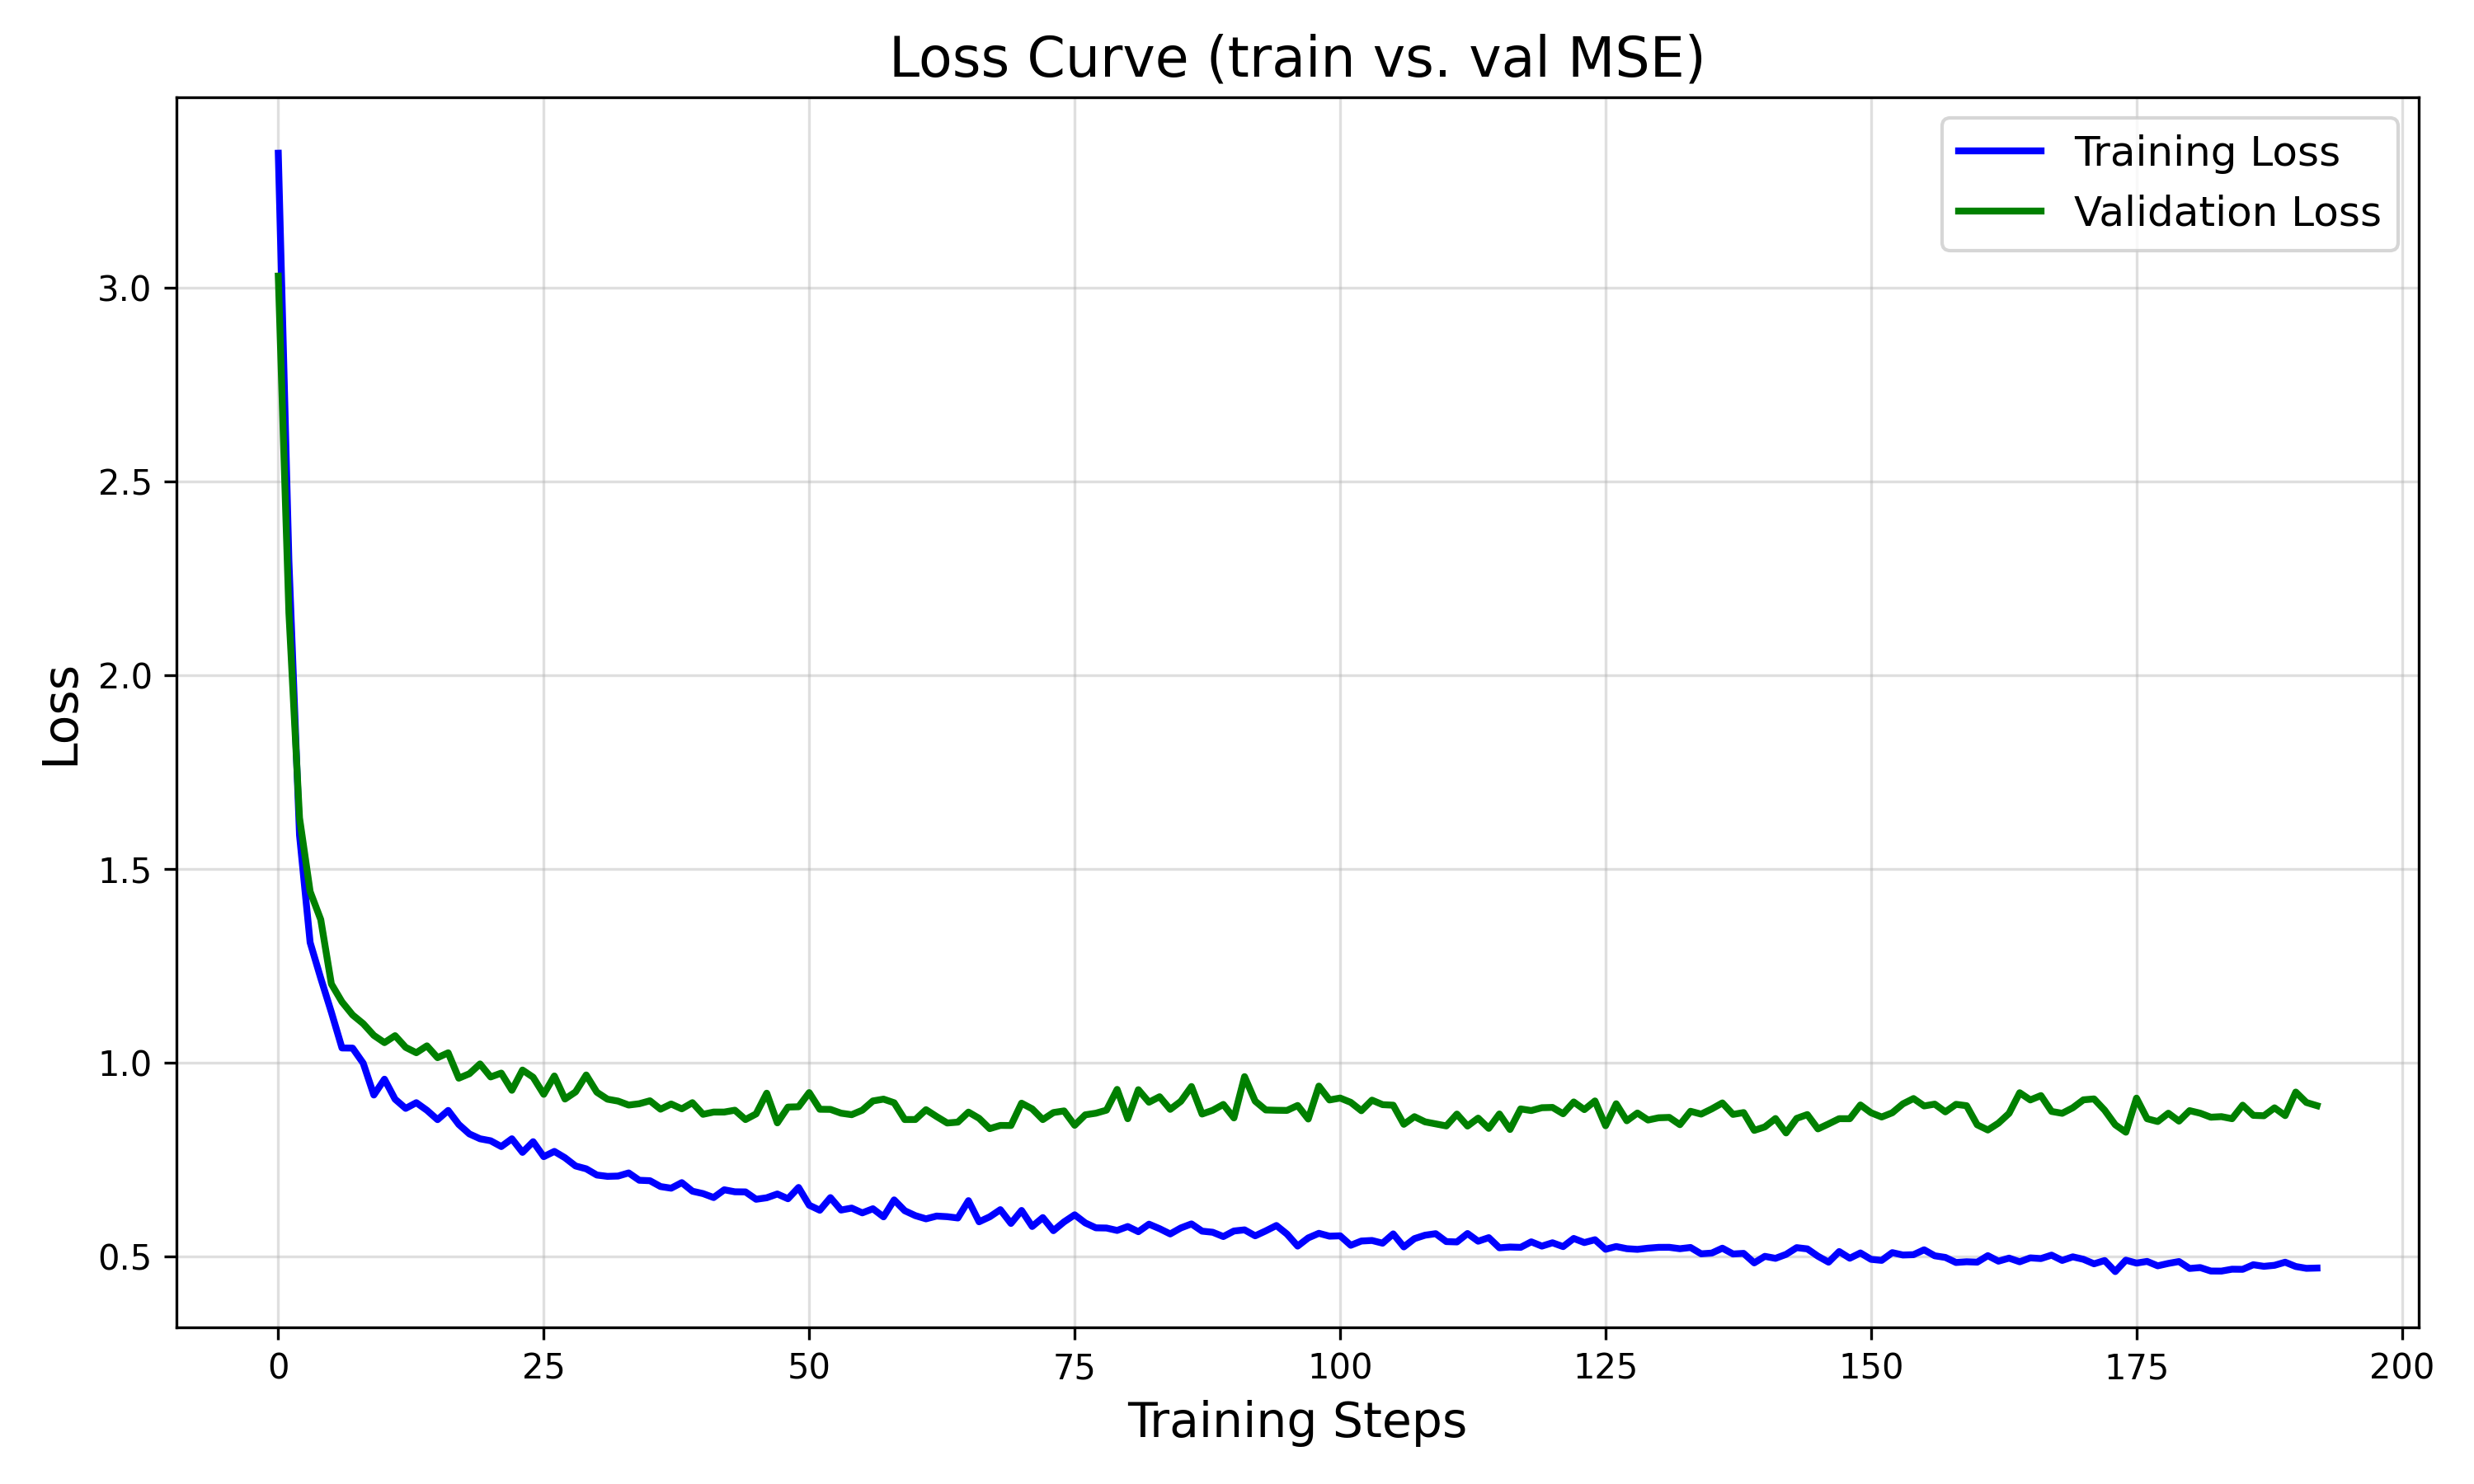 Loss Curve (train vs. val MSE)
Training Loss
Validation Loss
3.0
2.5
2.0
1.5
1.0
0.5
Loss
0 25 50 75 100 125 150 175 200
Training Steps